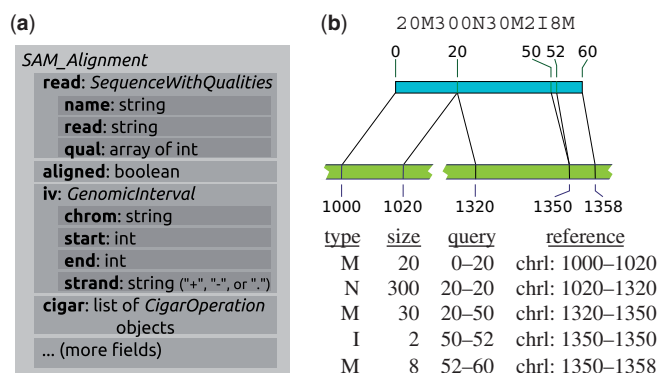 (a)
SAM_Alignment
read: SequenceWithQualities
name: string
read: string
qual: array of int
aligned: boolean
iv: GenomicInterval
chrom: string
start: int
end: int
strand: string ("+", "-", or ".")
cigar: list of CigarOperation
objects
... (more fields)
(b)
20M300N30M2I8M
0 20 50 52 60
1000 1020 1320 1350 1358
type size query reference
M 20 0–20 chrl: 1000–1020
N 300 20–20 chrl: 1020–1320
M 30 20–50 chrl: 1320–1350
I 2 50–52 chrl: 1350–1350
M 8 52–60 chrl: 1350–1358